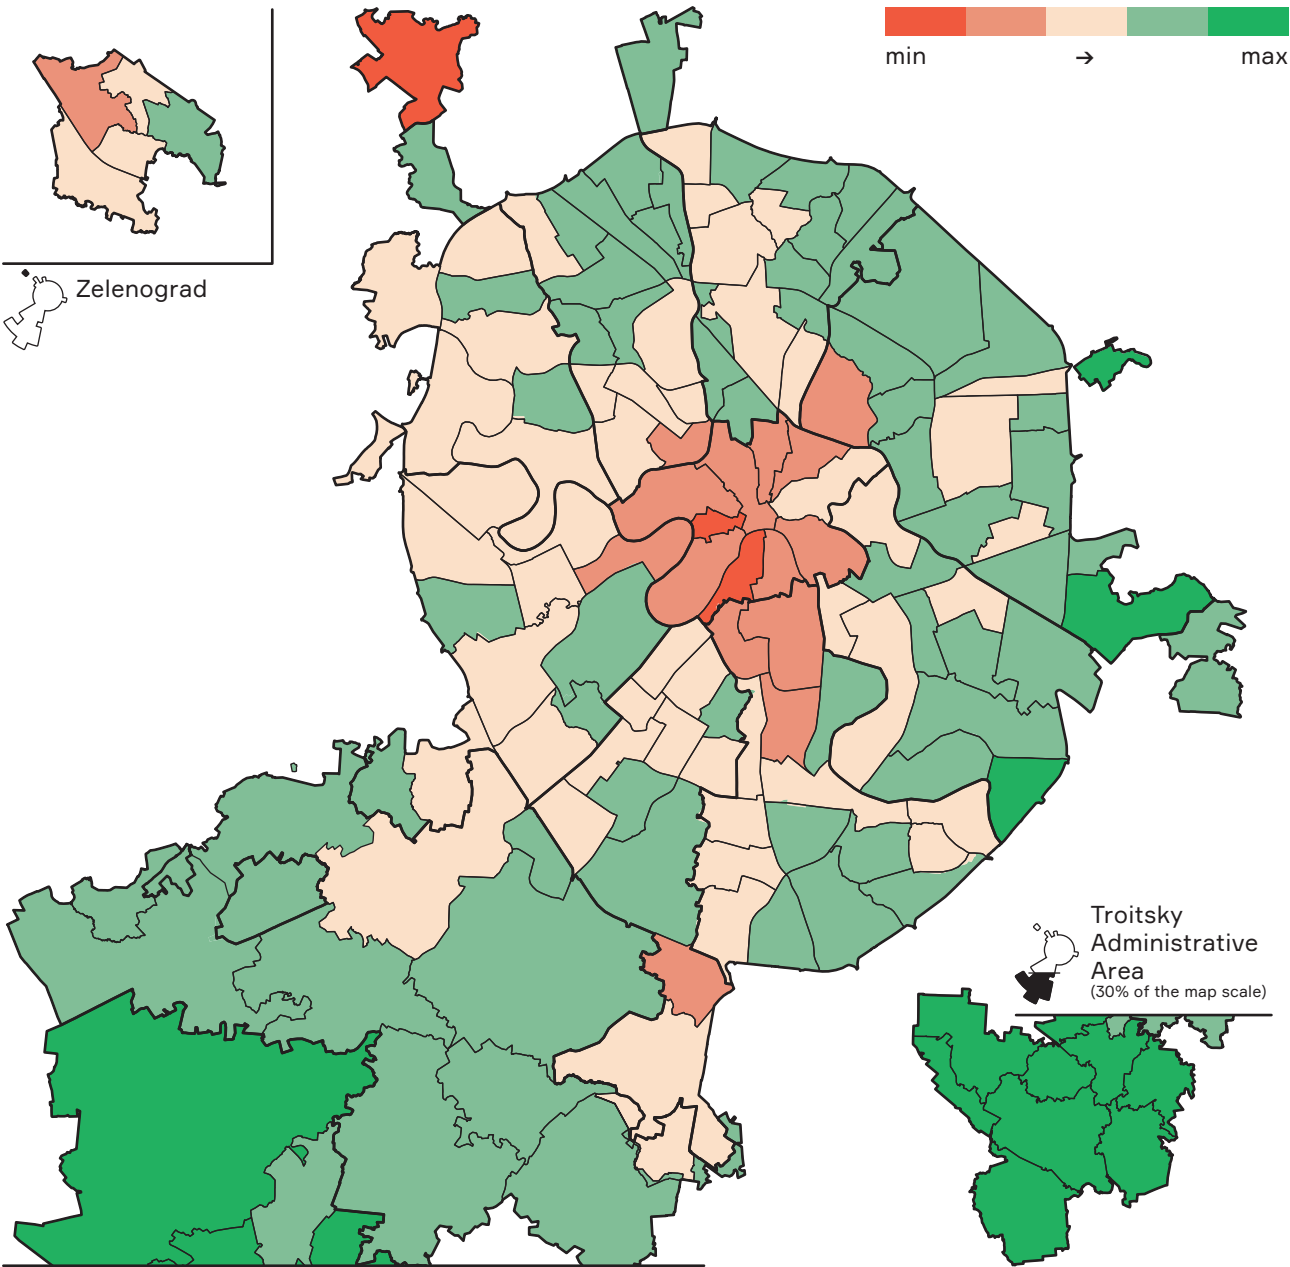 min → max
Zelenograd
Troitsky
Administrative
Area
(30% of the map scale)